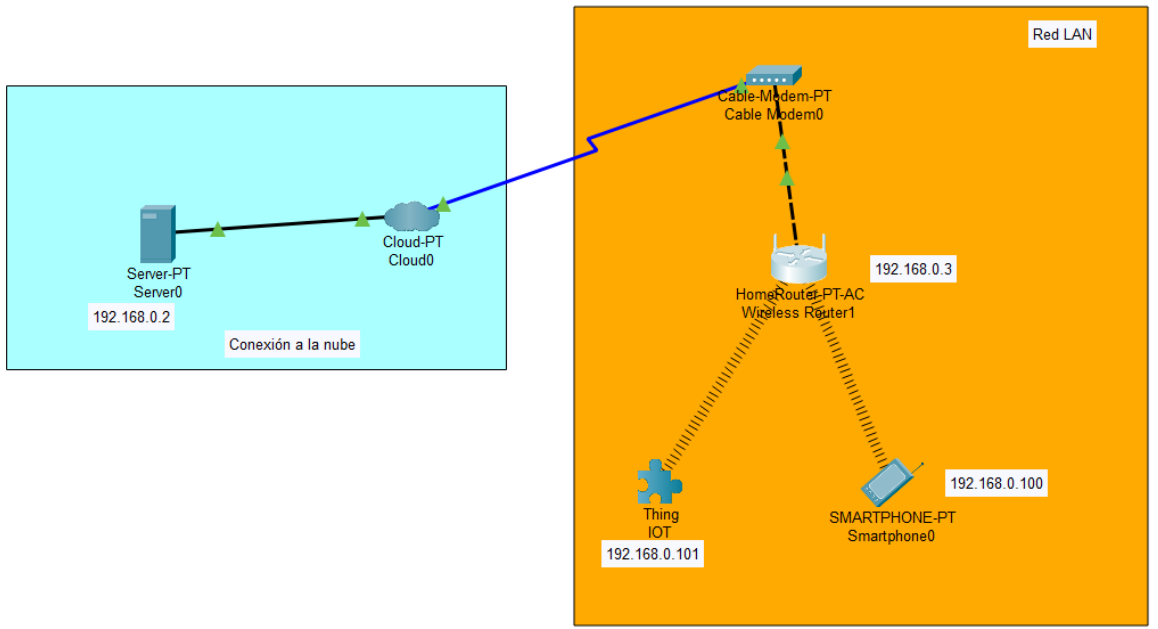 Red LAN
Cable-Modem-PT
Cable Modem0
Cloud-PT
Cloud0
Server-PT
Server0
192.168.0.2
Conexión a la nube
192.168.0.3
HomeRouter-PT-AC
Wireless Router1
192.168.0.100
SMARTPHONE-PT
Smartphone0
Thing
IOT
192.168.0.101